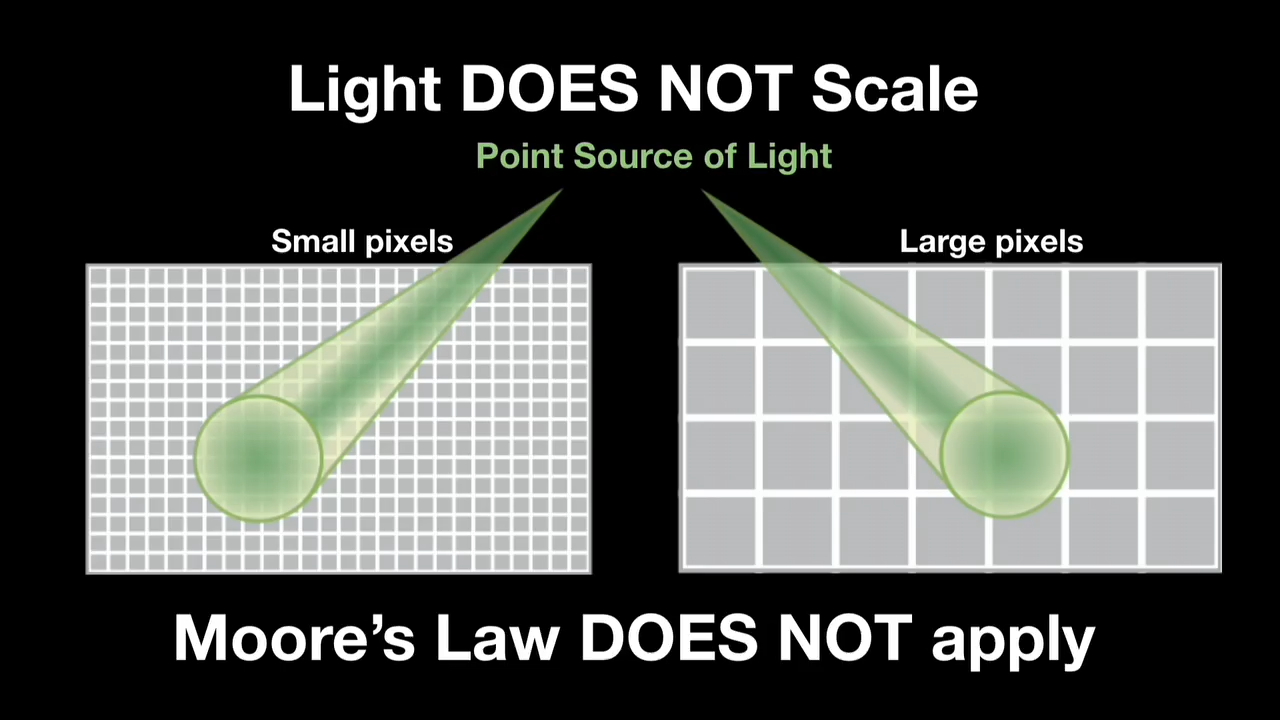 Light DOES NOT Scale
Point Source of Light
Small pixels
Large pixels
Moore’s Law DOES NOT apply